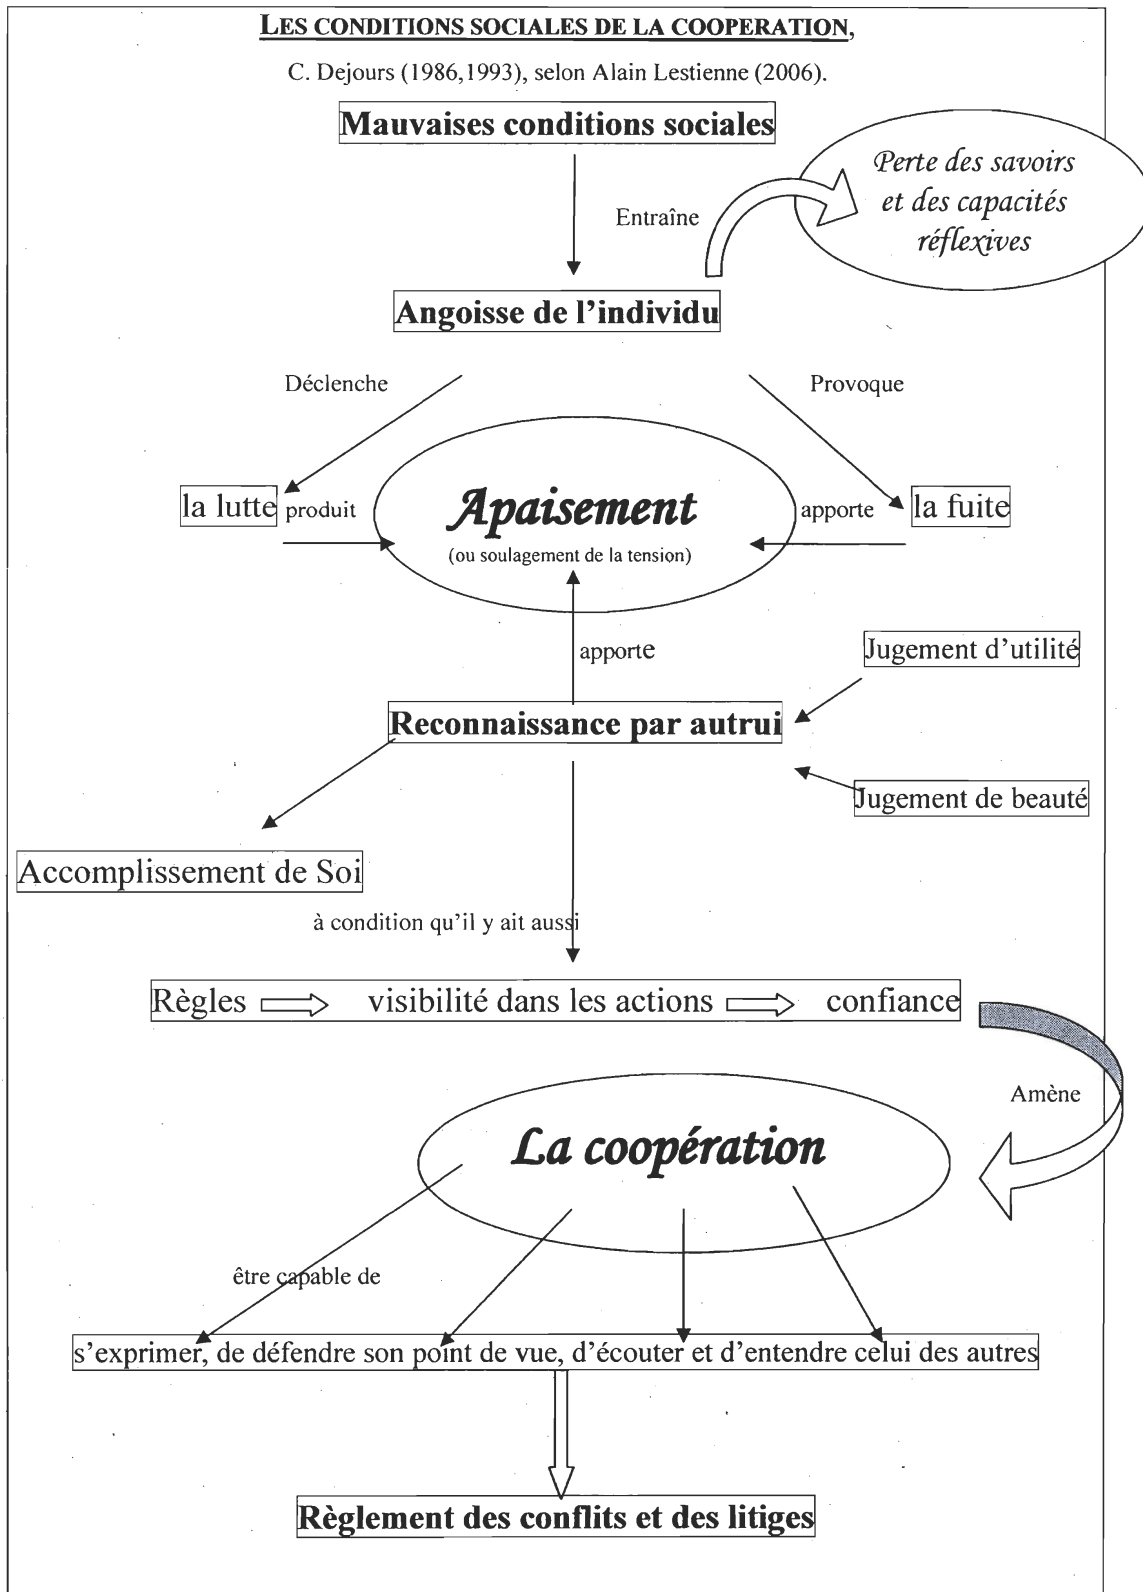 LES CONDITIONS SOCIALES DE LA COOPERATION,
C. Dejours (1986,1993), selon Alain Lestienne (2006).
Mauvaises conditions sociales
Perte des savoirs
et des capacités
réflexives
Entraîne
Angoisse de l'individu
Déclenche
Provoque
la lutte
produit
Apaisement
(ou soulagement de la tension)
apporte
la fuite
apporte
Jugement d'utilité
Reconnaissance par autrui
Jugement de beauté
Accomplissement de Soi
à condition qu'il y ait aussi
Règles visibilité dans les actions confiance
Amène
La coopération
être capable de
s'exprimer, de défendre son point de vue, d'écouter et d'entendre celui des autres
Règlement des conflits et des litiges